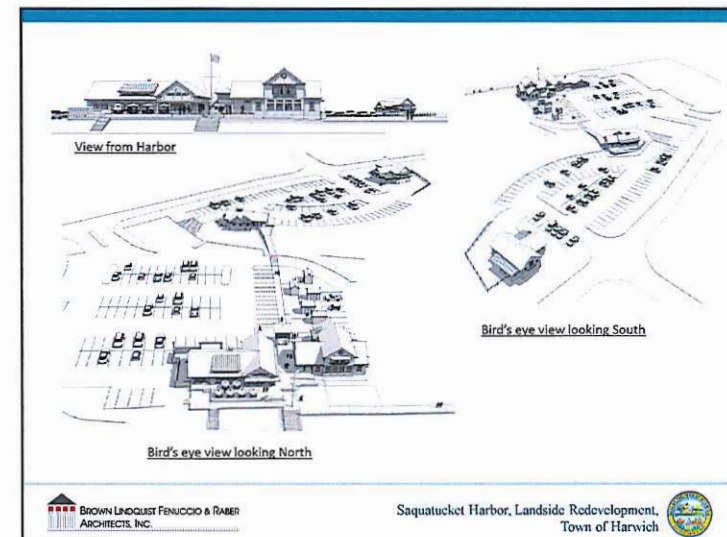 View from Harbor
Bird's eye view looking South
Bird's eye view looking North
BROWN LINDQUIST FENUCCIO & RABER
ARCHITECTS, INC.
Saquatucket Harbor, Landside Redevelopment,
Town of Harwich